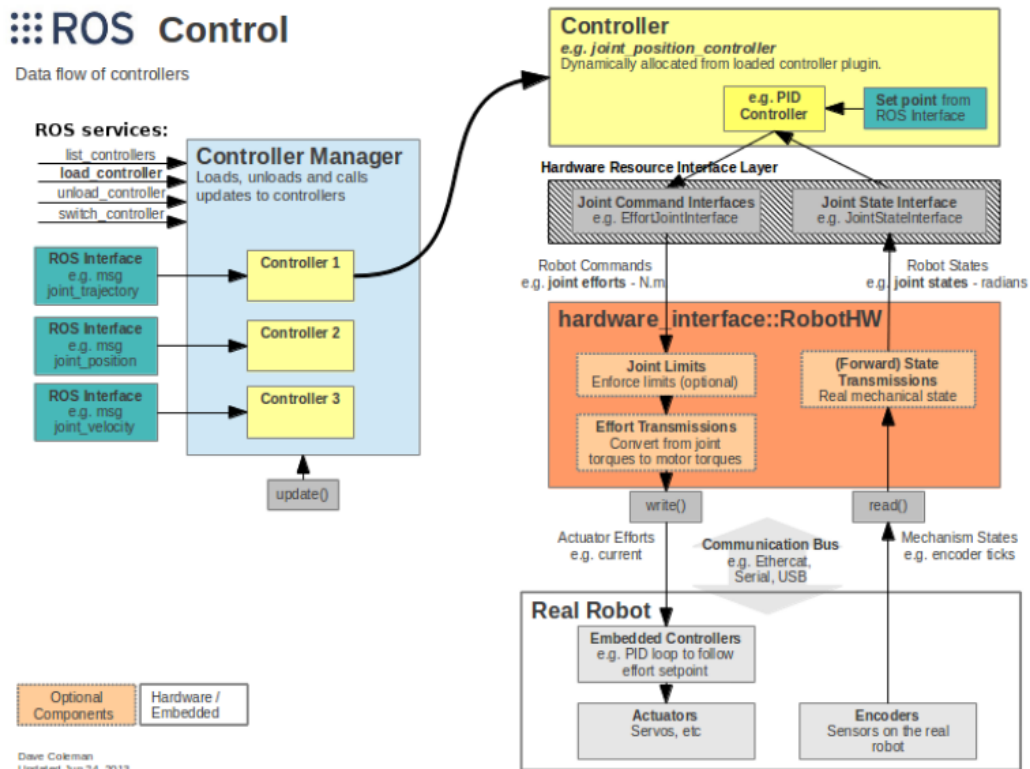 ROS Control
Data flow of controllers
ROS services:
list_controllers
load_controller
unload_controller
switch_controller
Controller Manager
Loads, unloads and calls
updates to controllers
ROS Interface
e.g. msg
joint_trajectory
Controller 1
ROS Interface
e.g. msg
joint_position
Controller 2
ROS Interface
e.g. msg
joint_velocity
Controller 3
update()
Controller
e.g. joint_position_controller
Dynamically allocated from loaded controller plugin.
e.g. PID
Controller
Set point from
ROS Interface
Hardware Resource Interface Layer
Joint Command Interfaces
e.g. EffortJointInterface
Joint State Interface
e.g. JointStateInterface
Robot Commands
e.g. joint efforts - N.m
Robot States
e.g. joint states - radians
hardware_interface::RobotHW
Joint Limits
Enforce limits (optional)
Effort Transmissions
Convert from joint
torques to motor torques
(Forward) State
Transmissions
Real mechanical state
write()
read()
Actuator Efforts
e.g. current
Communication Bus
e.g. Ethercat,
Serial, USB
Mechanism States
e.g. encoder ticks
Real Robot
Embedded Controllers
e.g. PID loop to follow
effort setpoint
Actuators
Servos, etc
Encoders
Sensors on the real
robot
Optional
Components
Hardware /
Embedded
Dave Coleman
Updated Jun 24, 2013